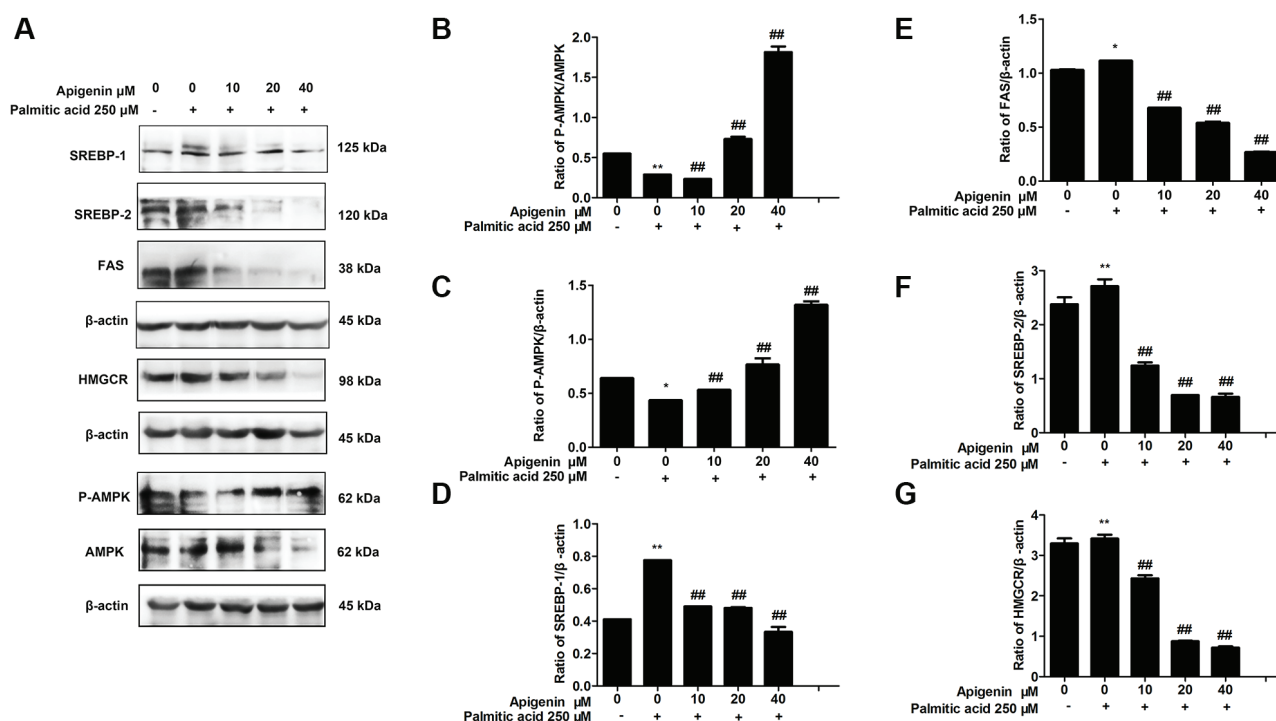 A
Apigenin μM 0 0 10 20 40
Palmitic acid 250 μM - + + + +
SREBP-1 125 kDa
SREBP-2 120 kDa
FAS 38 kDa
β-actin 45 kDa
HMGCR 98 kDa
β-actin 45 kDa
P-AMPK 62 kDa
AMPK 62 kDa
β-actin 45 kDa
B
Ratio of P-AMPK/AMPK
2.0
1.5
1.0
0.5
0.0
** ## ## ##
Apigenin μM 0 0 10 20 40
Palmitic acid 250 μM - + + + +
C
Ratio of P-AMPK/β-actin
1.5
1.0
0.5
0.0
* ## ## ##
Apigenin μM 0 0 10 20 40
Palmitic acid 250 μM - + + + +
D
Ratio of SREBP-1/β -actin
1.0
0.8
0.6
0.4
0.2
0.0
** ## ## ##
Apigenin μM 0 0 10 20 40
Palmitic acid 250 μM - + + + +
E
Ratio of FAS/β-actin
1.5
1.0
0.5
0.0
* ## ## ##
Apigenin μM 0 0 10 20 40
Palmitic acid 250 μM - + + + +
F
Ratio of SREBP-2/β -actin
3
2
1
0
** ## ## ##
Apigenin μM 0 0 10 20 40
Palmitic acid 250 μM - + + + +
G
Ratio of HMGCR/β -actin
4
3
2
1
0
** ## ## ##
Apigenin μM 0 0 10 20 40
Palmitic acid 250 μM - + + + +